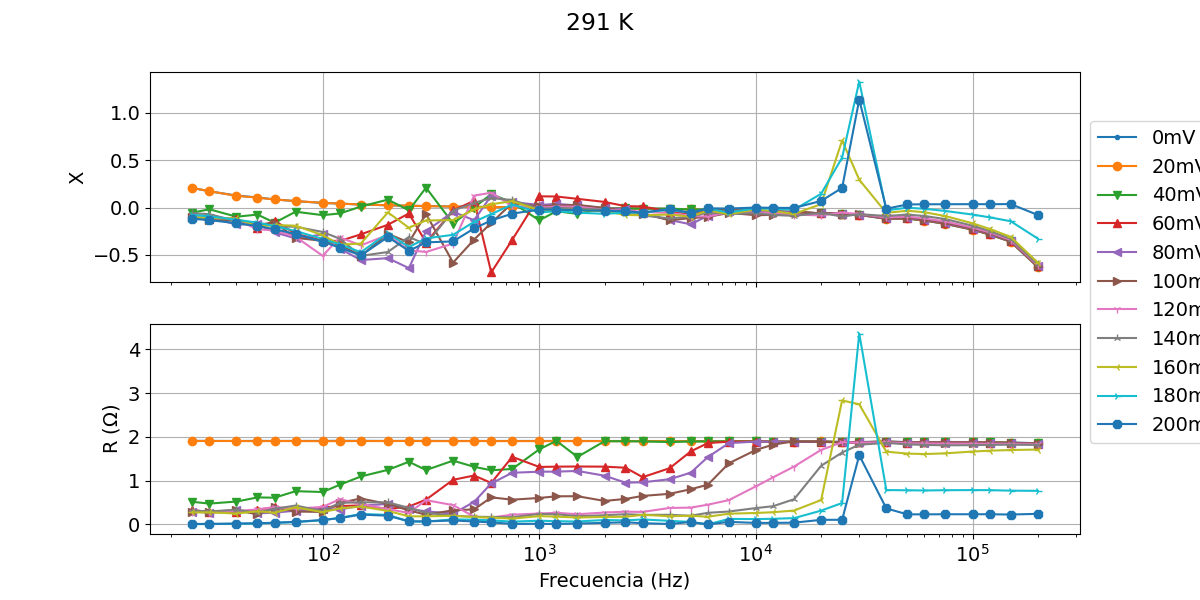 291 K
1.0
0.5
0.0
−0.5
X
4
3
2
1
0
R (Ω)
10² 10³ 10⁴ 10⁵
Frecuencia (Hz)
0mV
20mV
40mV
60mV
80mV
100m
120m
140m
160m
180m
200m